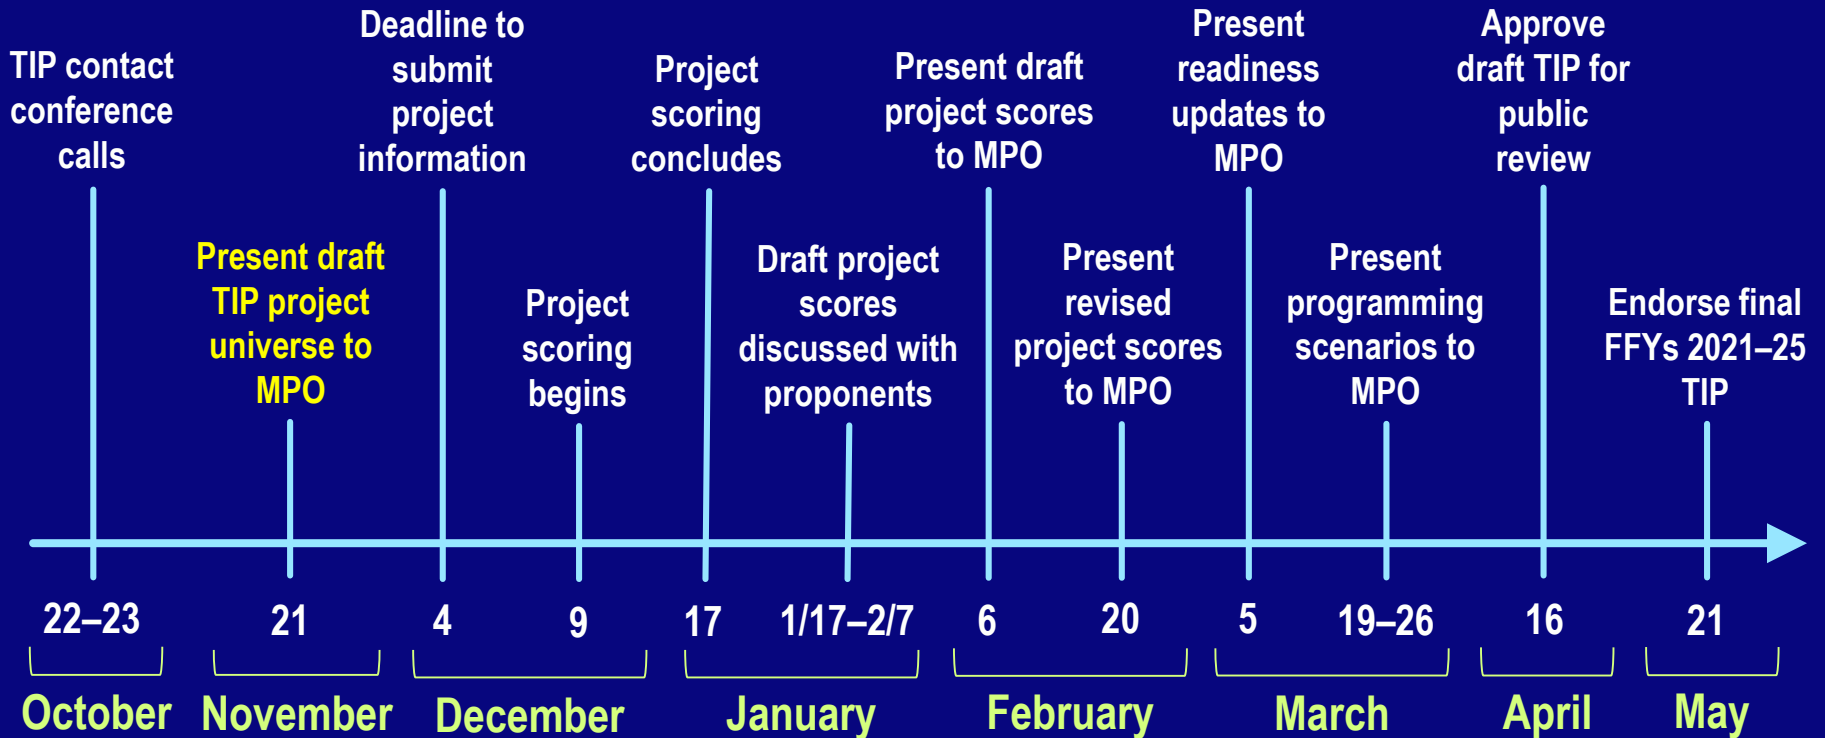 TIP contact
conference
calls
Deadline to
submit
project
information
Project
scoring
concludes
Present draft
project scores
to MPO
Present
readiness
updates to
MPO
Approve
draft TIP for
public
review
Present draft
TIP project
universe to
MPO
Project
scoring
begins
Draft project
scores
discussed with
proponents
Present
revised
project scores
to MPO
Present
programming
scenarios to
MPO
Endorse final
FFYs 2021–25
TIP
22–23
21
4
9
17
1/17–2/7
6
20
5
19–26
16
21
October
November
December
January
February
March
April
May